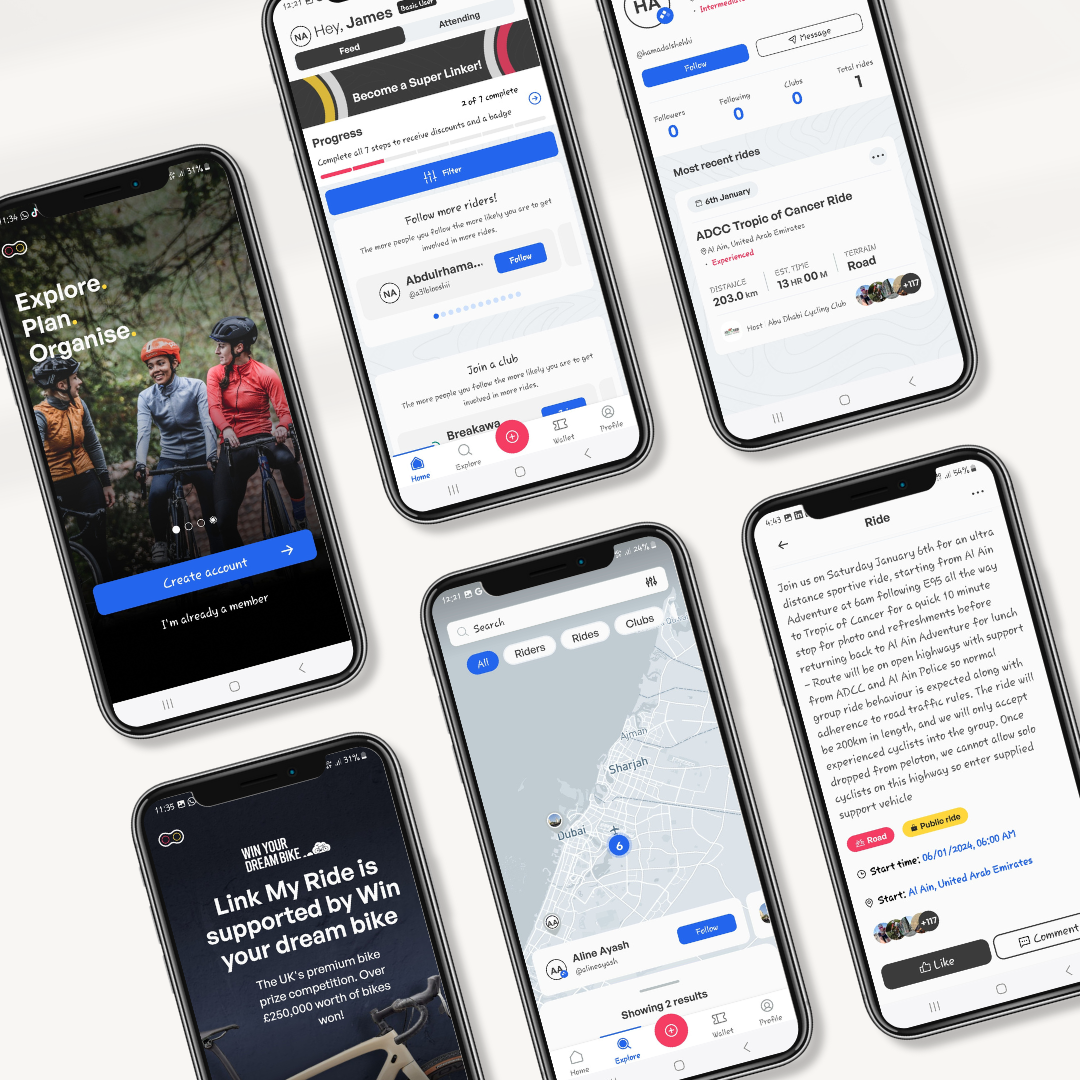 11:34
31%
Explore.
Plan.
Organise.
Create account
I'm already a member
12:21
NA
Hey, James
Basic User
Feed
Attending
Become a Super Linker!
Progress
2 of 7 complete
Complete all 7 steps to receive discounts and a badge
Filter
Follow more riders!
The more people you follow the more likely you are to get
involved in more rides.
NA
Abdulrhama...
@a3lbloshi
Follow
Join a club
The more people you follow the more likely you are to get
involved in more rides.
Breakawa
Home
Explore
Wallet
Profile
HA
@hamadalshehhi
Follow
Message
Followers
0
Following
0
Clubs
0
Total rides
1
Most recent rides
6th January
ADCC Tropic of Cancer Ride
Al Ain, United Arab Emirates
• Experienced
DISTANCE
203.0 km
EST. TIME
13 HR 00 M
TERRAIN
Road
Host Abu Dhabi Cycling Club
+117
11:35
31%
WIN YOUR
DREAM BIKE
Link My Ride is
supported by Win
your dream bike
The UK's premium bike
prize competition. Over
£250,000 worth of bikes
won!
12:21
24%
Search
All
Riders
Rides
Clubs
Ajman
Sharjah
Dubai
6
AA
AA
Aline Ayash
@alineayash
Follow
Showing 2 results
Home
Explore
Wallet
Profile
4:43
54%
Ride
Join us on Saturday January 6th for an ultra
distance sportive ride, starting from Al Ain
Adventure at 6am following E95 all the way
to Tropic of Cancer for a quick 10 minute
stop for photo and refreshments before
returning back to Al Ain Adventure for lunch
– Route will be on open highways with support
from ADCC and Al Ain Police so normal
group ride behaviour is expected along with
adherence to road traffic rules. The ride will
be 200km in length, and we will only accept
experienced cyclists into the group. Once
dropped from peloton, we cannot allow solo
cyclists on this highway so enter supplied
support vehicle
Road
Public ride
Start time: 06/01/2024, 06:00 AM
Start: Al Ain, United Arab Emirates
+117
Like
Comment